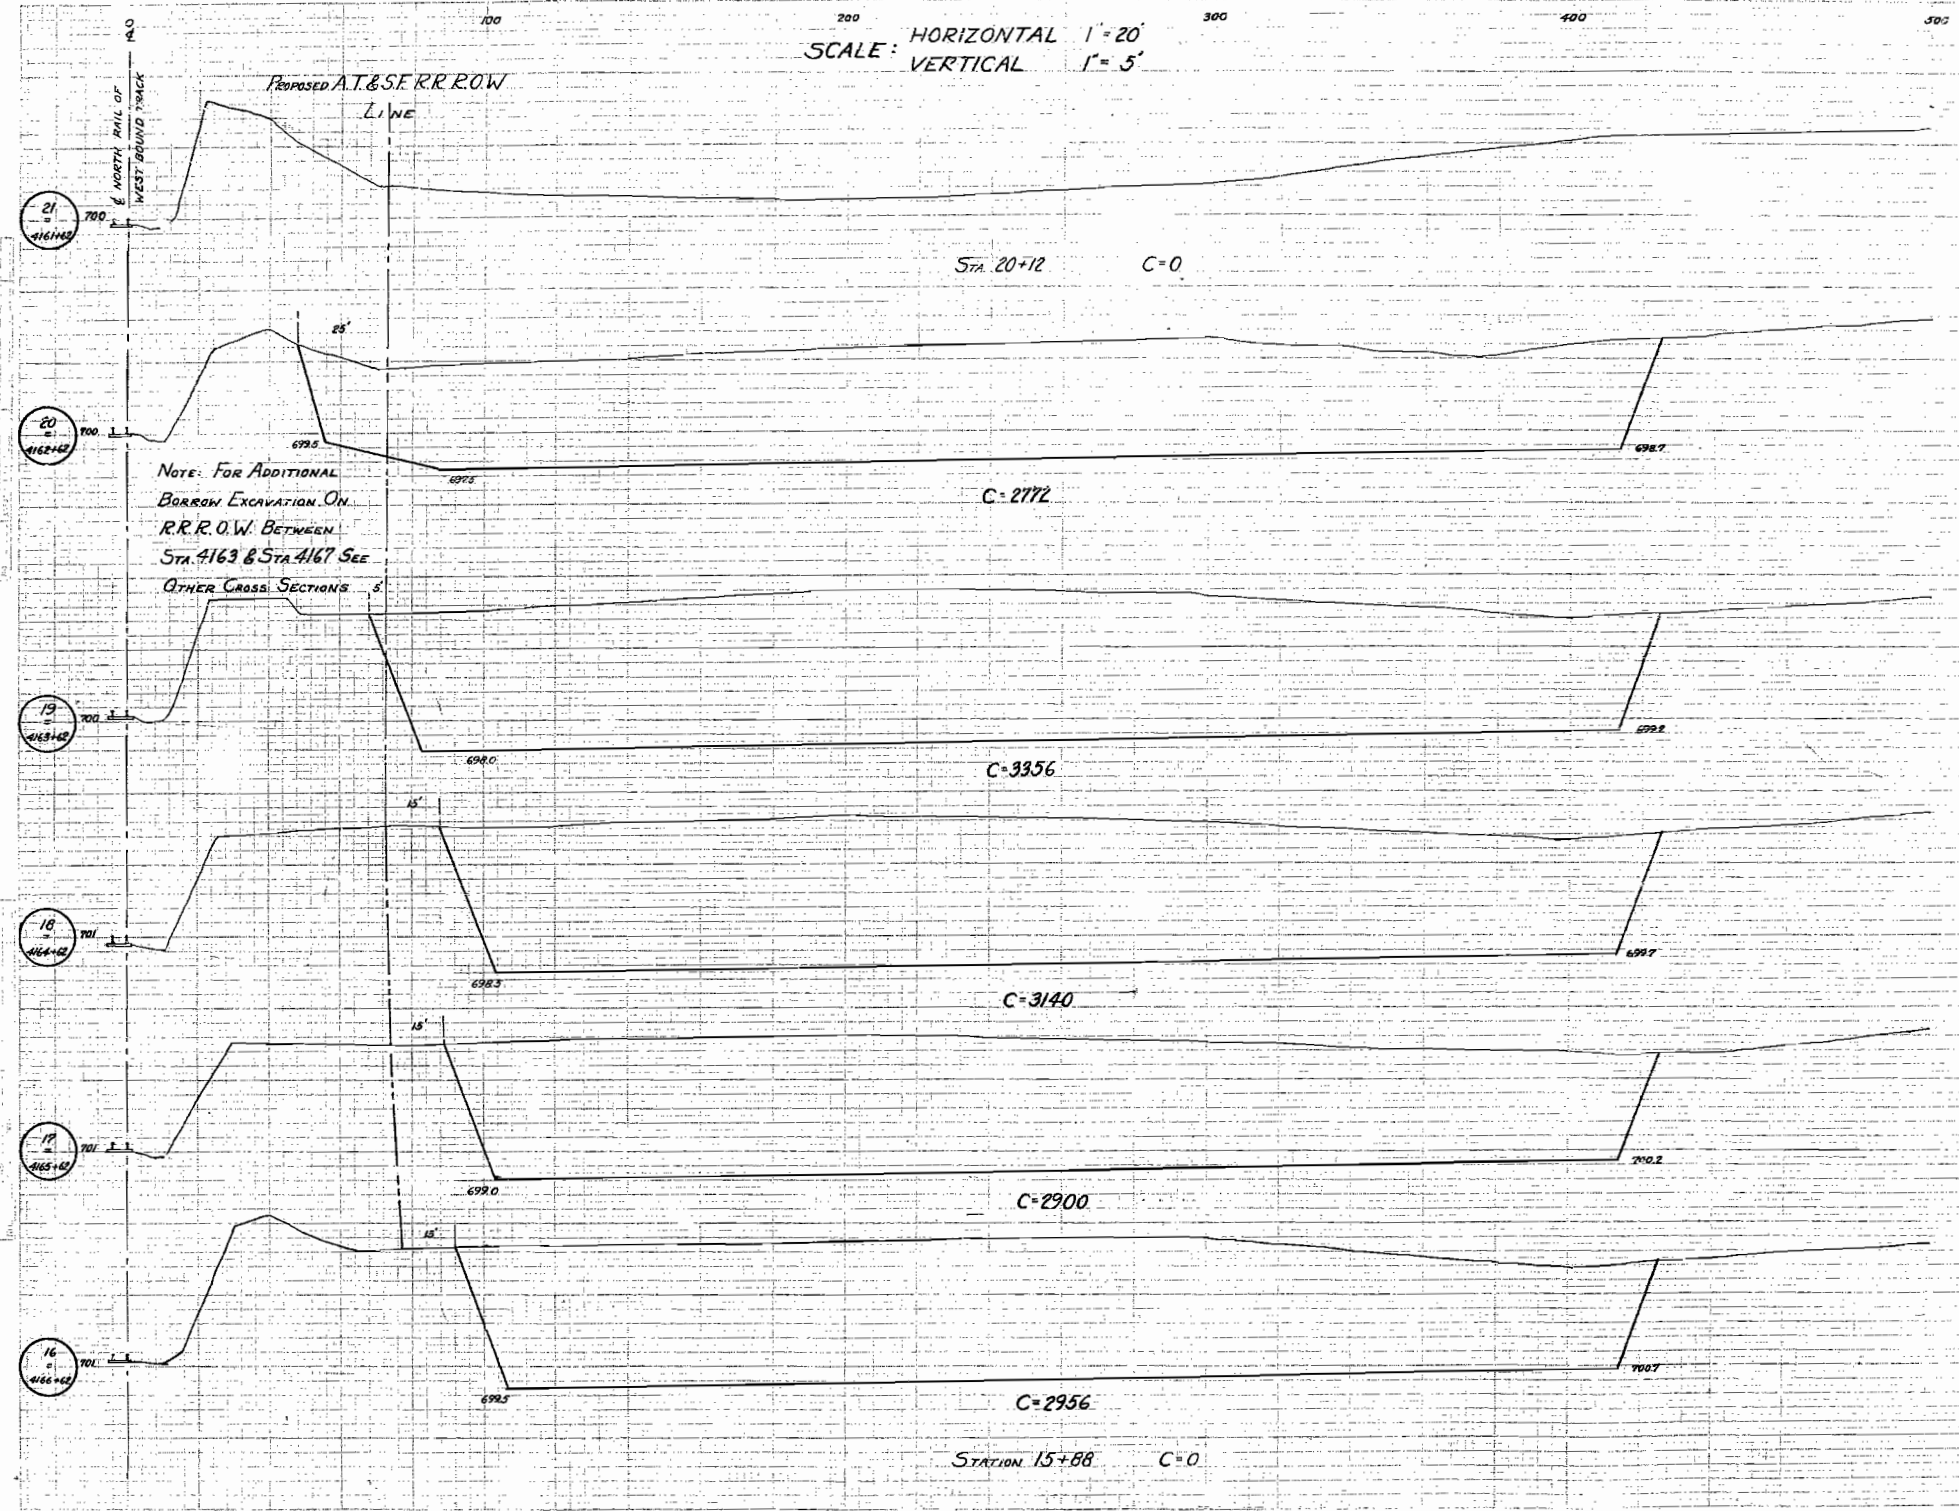 0 100 200 300 400 500
℄
SCALE: HORIZONTAL 1"=20'
VERTICAL 1"= 5'
PROPOSED A.T.&S.F. R.R. R.O.W.
LINE
℄ NORTH RAIL OF
WEST BOUND TRACK
21
=
4161+62
700
STA. 20+12 C=0
25'
20
=
4162+62
700
699.5
697.5
698.7
C=2772
NOTE: FOR ADDITIONAL
BORROW EXCAVATION ON
R.R. R.O.W. BETWEEN
STA. 4163 & STA 4167 SEE
OTHER CROSS SECTIONS
5'
19
=
4163+62
700
698.0
699.2
C=3356
15'
18
=
4164+62
701
698.5
699.7
C=3140
15'
17
=
4165+62
701
699.0
700.2
C=2900
15'
16
=
4166+62
701
699.5
700.7
C=2956
STATION 15+88 C=0